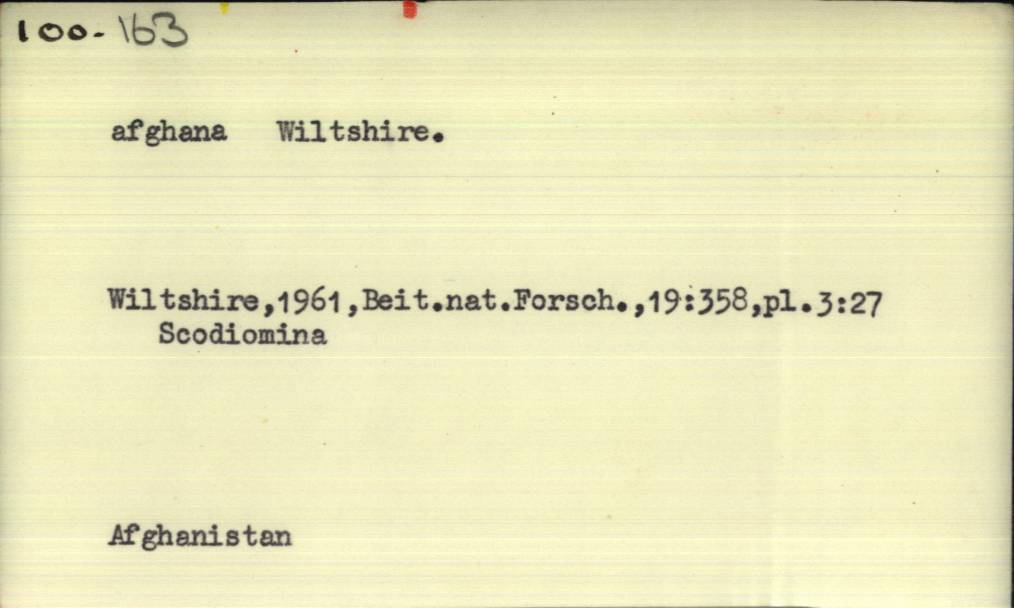 100-163
afghana Wiltshire.
Wiltshire,1961,Beit.nat.Forsch.,19:358,pl.3:27
Scodiomina
Afghanistan